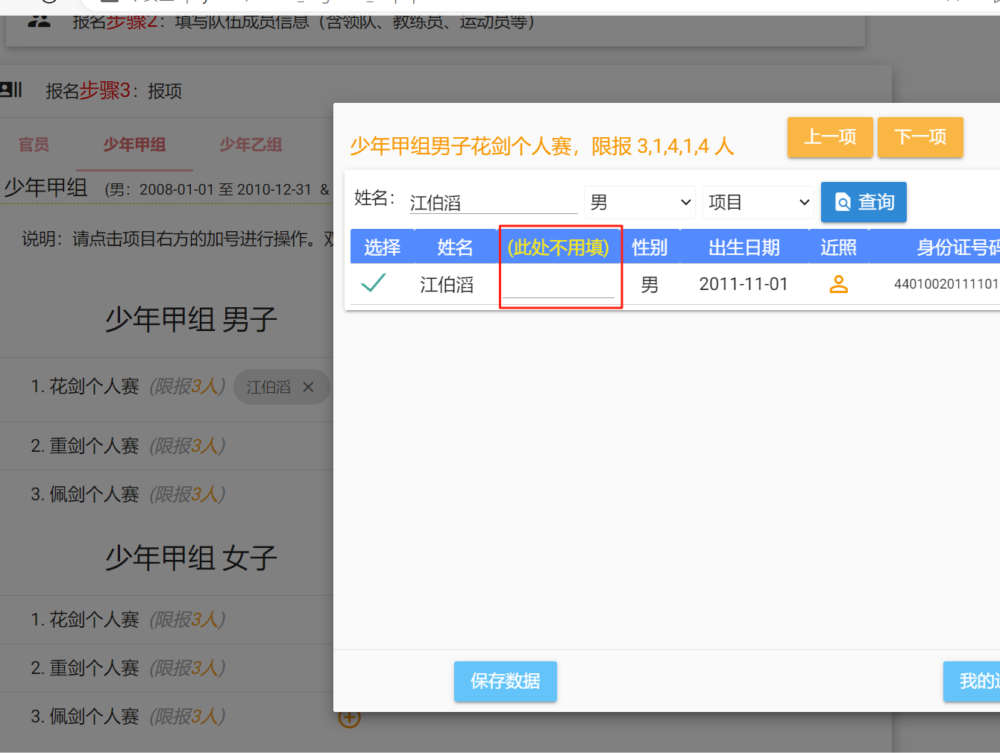 报名步骤2：填写队伍成员信息（含领队、教练员、运动员等）
报名步骤3：报项
官员
少年甲组
少年乙组
少年甲组 (男：2008-01-01 至 2010-12-31 &
说明：请点击项目右方的加号进行操作。
少年甲组 男子
1. 花剑个人赛 (限报3人) 江伯滔 ×
2. 重剑个人赛 (限报3人)
3. 佩剑个人赛 (限报3人)
少年甲组 女子
1. 花剑个人赛 (限报3人)
2. 重剑个人赛 (限报3人)
3. 佩剑个人赛 (限报3人)
少年甲组男子花剑个人赛，限报 3,1,4,1,4 人
上一项
下一项
姓名： 江伯滔 男 项目 查询
选择 姓名 (此处不用填) 性别 出生日期 近照 身份证号码
江伯滔 男 2011-11-01 44010020111101
保存数据
我的